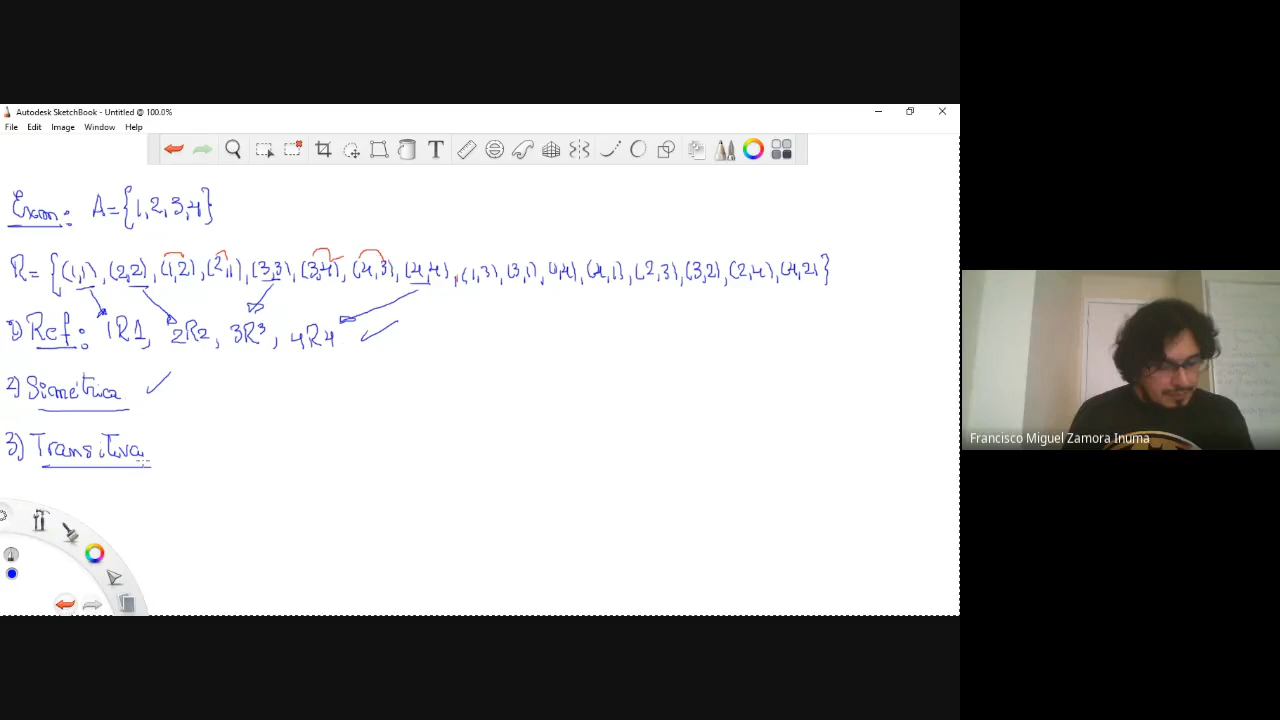 Autodesk SketchBook - Untitled @ 100.0%
File Edit Image Window Help
Exam: A={1,2,3,4}
R= {(1,1), (2,2), (1,2), (2,1), (3,3), (3,4), (4,3), (4,4), (1,3), (3,1), (1,4), (4,1), (2,3), (3,2), (2,4), (4,2)}
1) Ref: 1R1, 2R2, 3R3, 4R4
2) Simétrica
3) Transitiva
Francisco Miguel Zamora Inuma